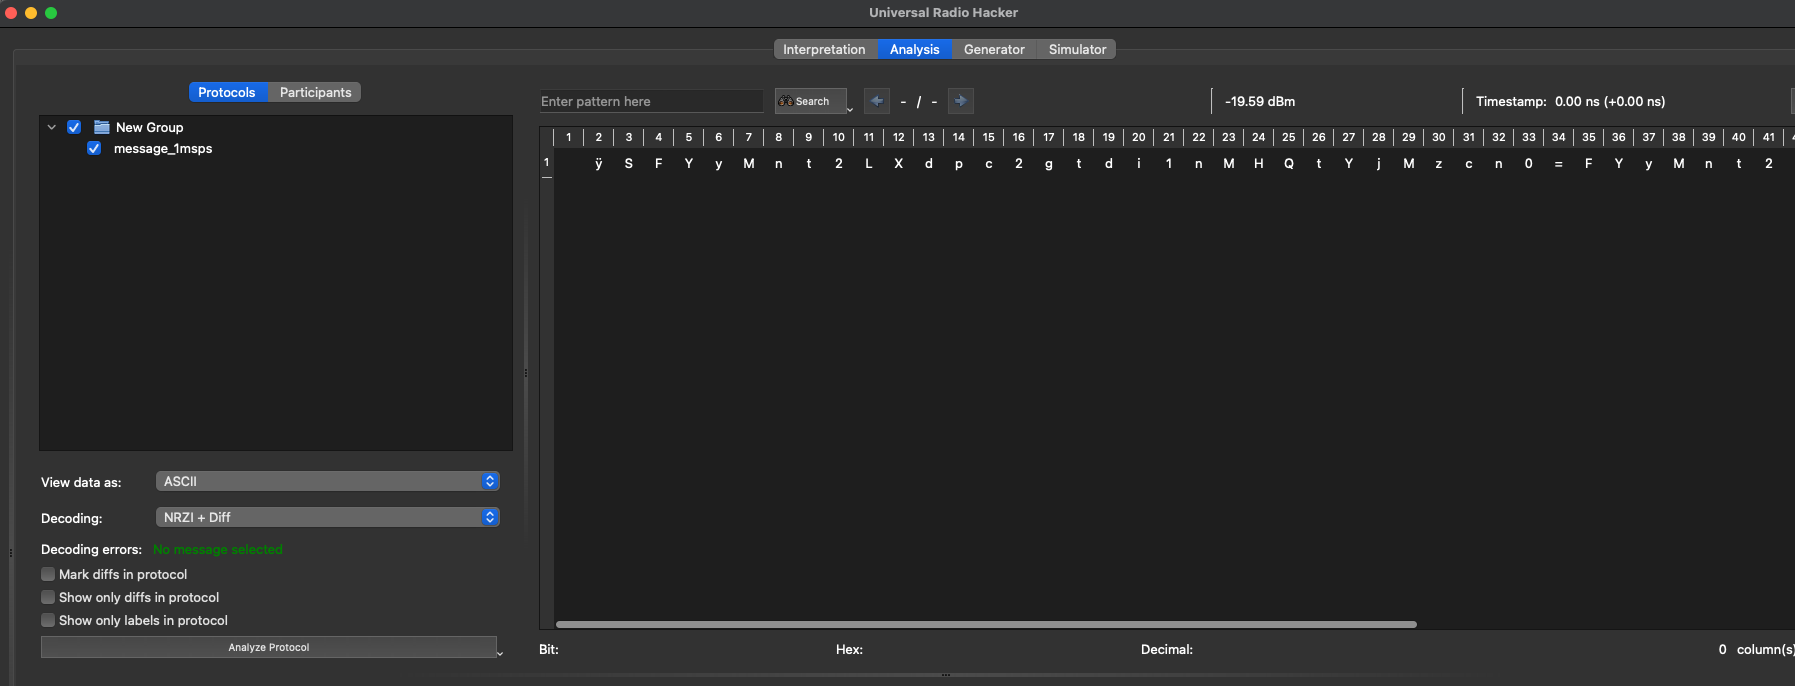 Universal Radio Hacker
Interpretation Analysis Generator Simulator
Protocols Participants
Enter pattern here Search - / - -19.59 dBm Timestamp: 0.00 ns (+0.00 ns)
New Group
message_1msps
1 2 3 4 5 6 7 8 9 10 11 12 13 14 15 16 17 18 19 20 21 22 23 24 25 26 27 28 29 30 31 32 33 34 35 36 37 38 39 40 41
1 ÿ S F Y y M n t 2 L X d p c 2 g t d i 1 n M H Q t Y j M z c n 0 = F Y y M n t 2
View data as: ASCII
Decoding: NRZI + Diff
Decoding errors: No message selected
Mark diffs in protocol
Show only diffs in protocol
Show only labels in protocol
Analyze Protocol
Bit: Hex: Decimal: 0 column(s)